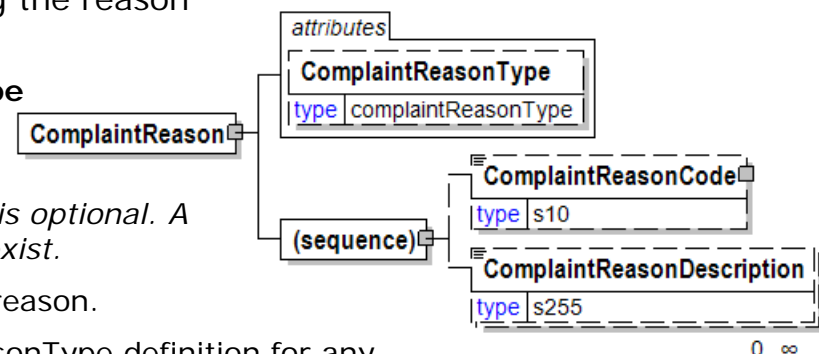 g the reason
attributes
ComplaintReasonType
type complaintReasonType
pe
ComplaintReason
ComplaintReasonCode
type s10
is optional. A
(sequence)
xist.
ComplaintReasonDescription
type s255
reason.
sonType definition for any
0 ∞